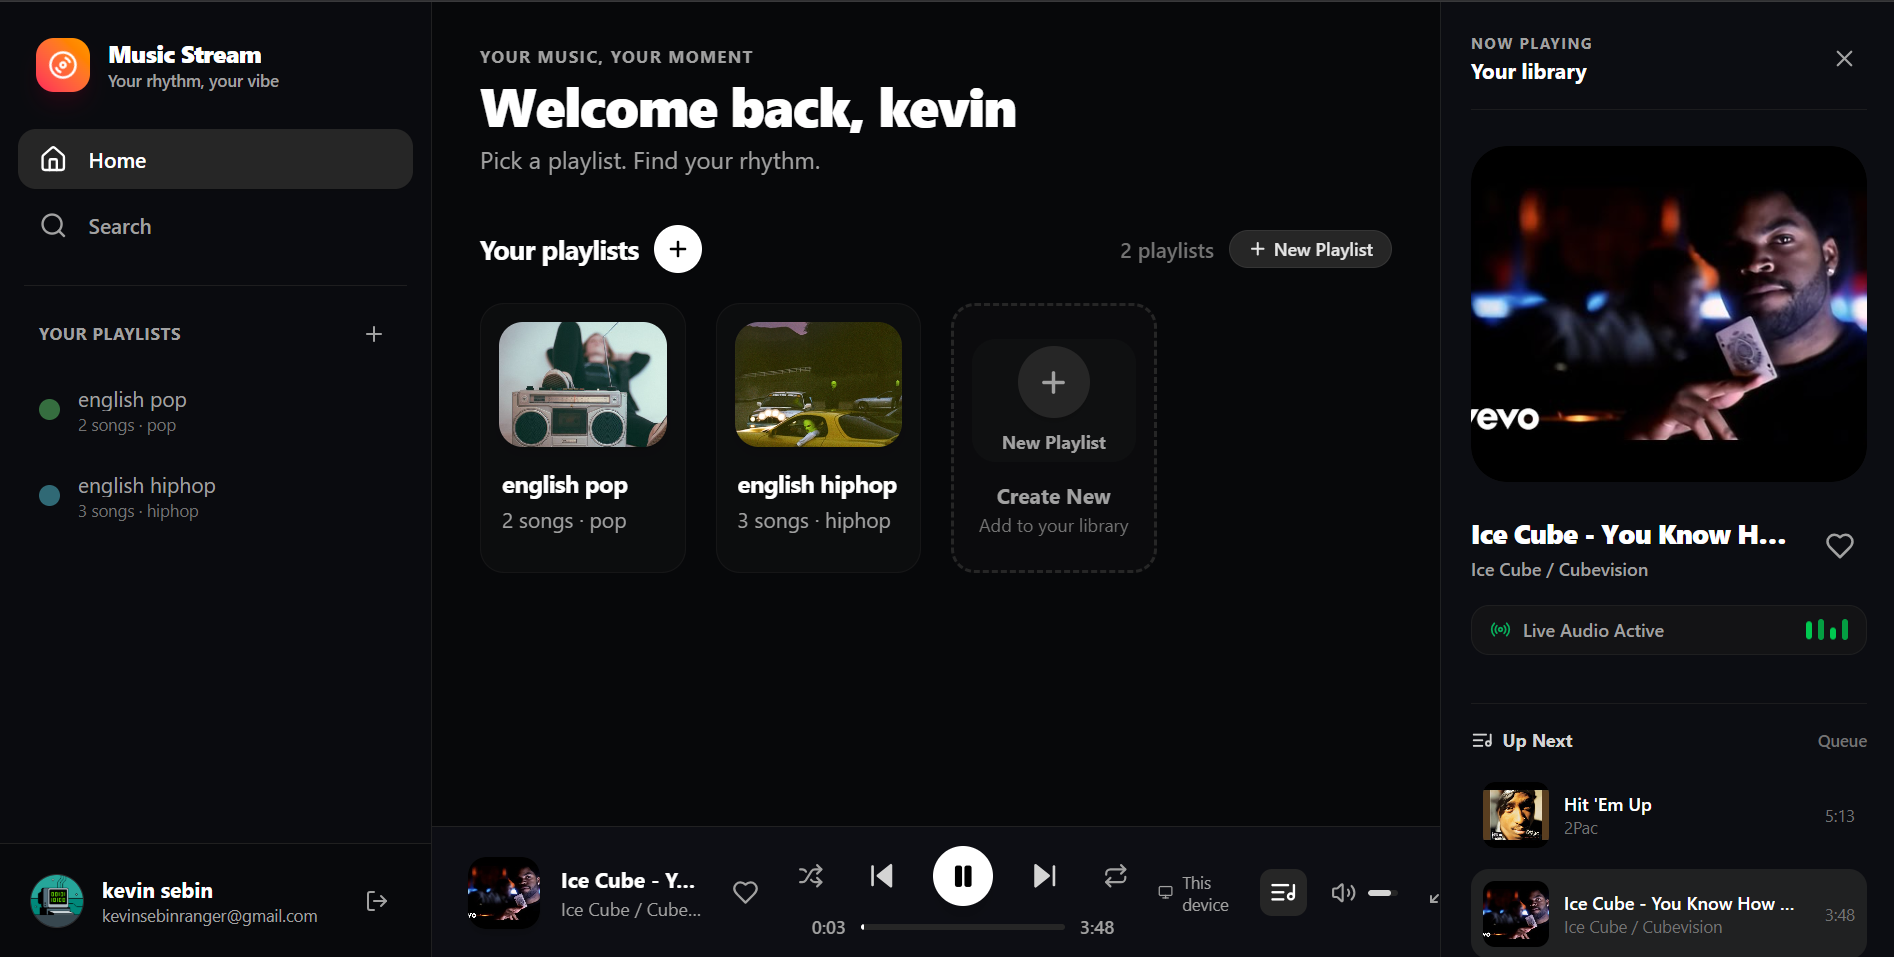 Music Stream
Your rhythm, your vibe
Home
Search
YOUR PLAYLISTS
english pop
2 songs · pop
english hiphop
3 songs · hiphop
kevin sebin
kevinsebinranger@gmail.com
YOUR MUSIC, YOUR MOMENT
Welcome back, kevin
Pick a playlist. Find your rhythm.
Your playlists
2 playlists
New Playlist
english pop
2 songs · pop
english hiphop
3 songs · hiphop
New Playlist
Create New
Add to your library
Ice Cube - Y...
Ice Cube / Cube...
0:03
3:48
This
device
NOW PLAYING
Your library
vevo
Ice Cube - You Know H...
Ice Cube / Cubevision
Live Audio Active
Up Next
Queue
Hit 'Em Up
2Pac
5:13
Ice Cube - You Know How ...
Ice Cube / Cubevision
3:48